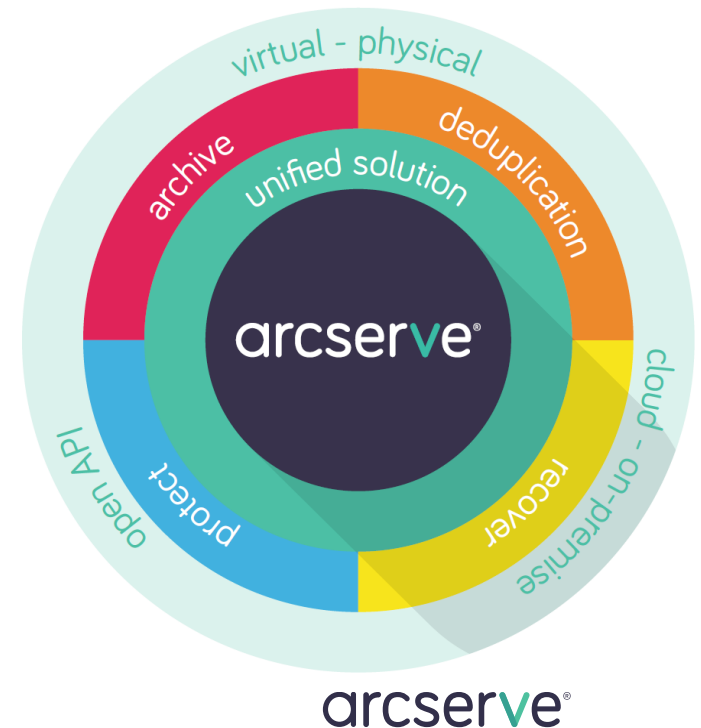 virtual - physical
archive
deduplication
unified solution
arcserve®
cloud - on-premise
open API
protect
recover
arcserve®